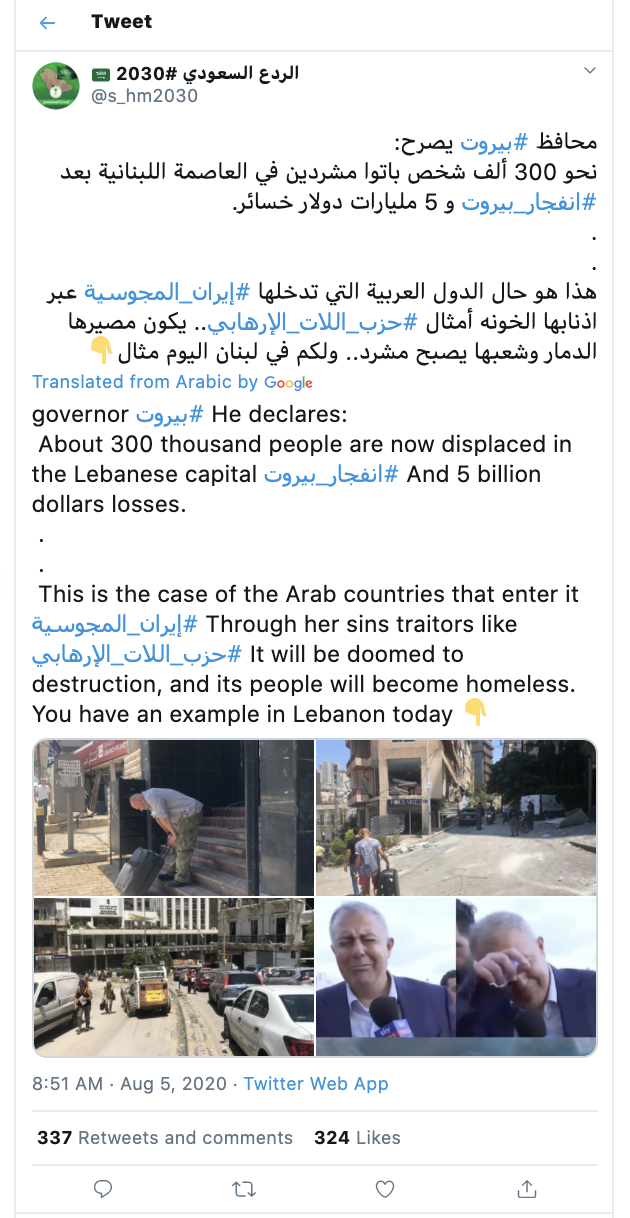 Tweet
الردع السعودي #2030
@s_hm2030
محافظ #بيروت يصرح:
نحو 300 ألف شخص باتوا مشردين في العاصمة اللبنانية بعد
#انفجار_بيروت و 5 مليارات دولار خسائر.
.
.
هذا هو حال الدول العربية التي تدخلها #إيران_المجوسية عبر
اذنابها الخونه أمثال #حزب_اللات_الإرهابي.. يكون مصيرها
الدمار وشعبها يصبح مشرد.. ولكم في لبنان اليوم مثال👇
Translated from Arabic by Google
governor #بيروت He declares:
About 300 thousand people are now displaced in
the Lebanese capital #انفجار_بيروت And 5 billion
dollars losses.
.
.
This is the case of the Arab countries that enter it
#إيران_المجوسية Through her sins traitors like
#حزب_اللات_الإرهابي It will be doomed to
destruction, and its people will become homeless.
You have an example in Lebanon today 👇
HOLY ART
sky
8:51 AM · Aug 5, 2020 · Twitter Web App
337 Retweets and comments 324 Likes